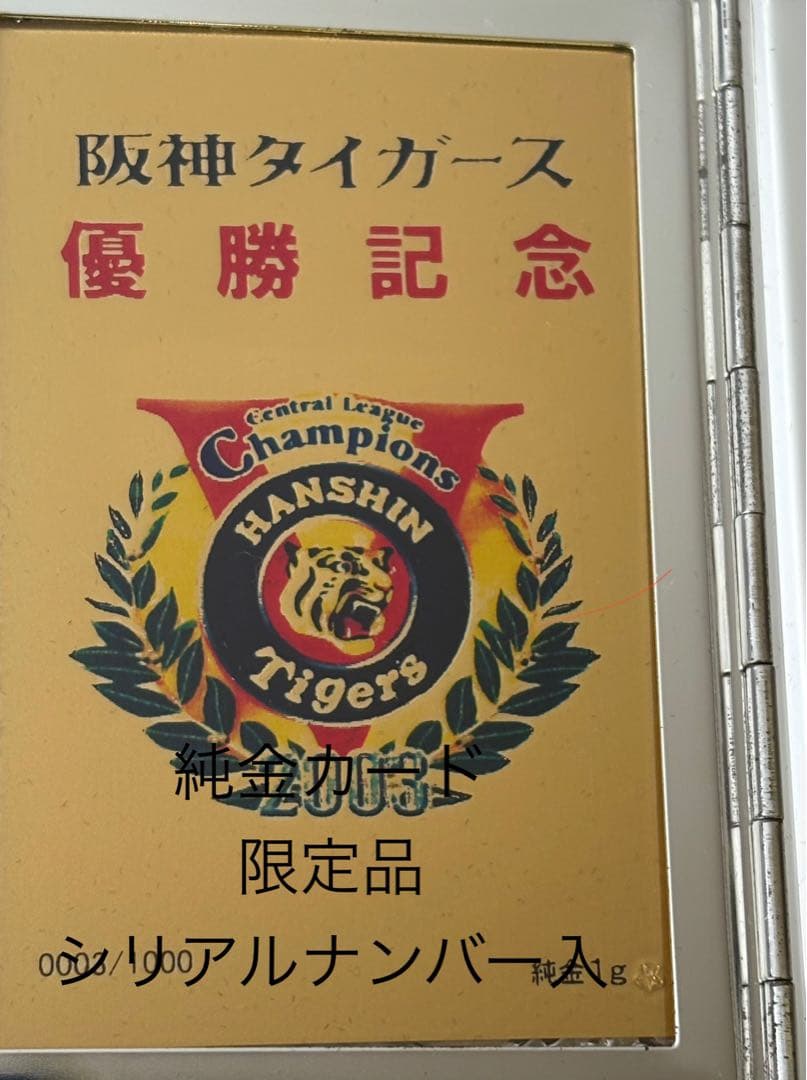 阪神タイガース
優勝記念
Central League
Champions
HANSHIN
Tigers
2003
純金カード
限定品
シリアルナンバー入
0003/1000
純金1g